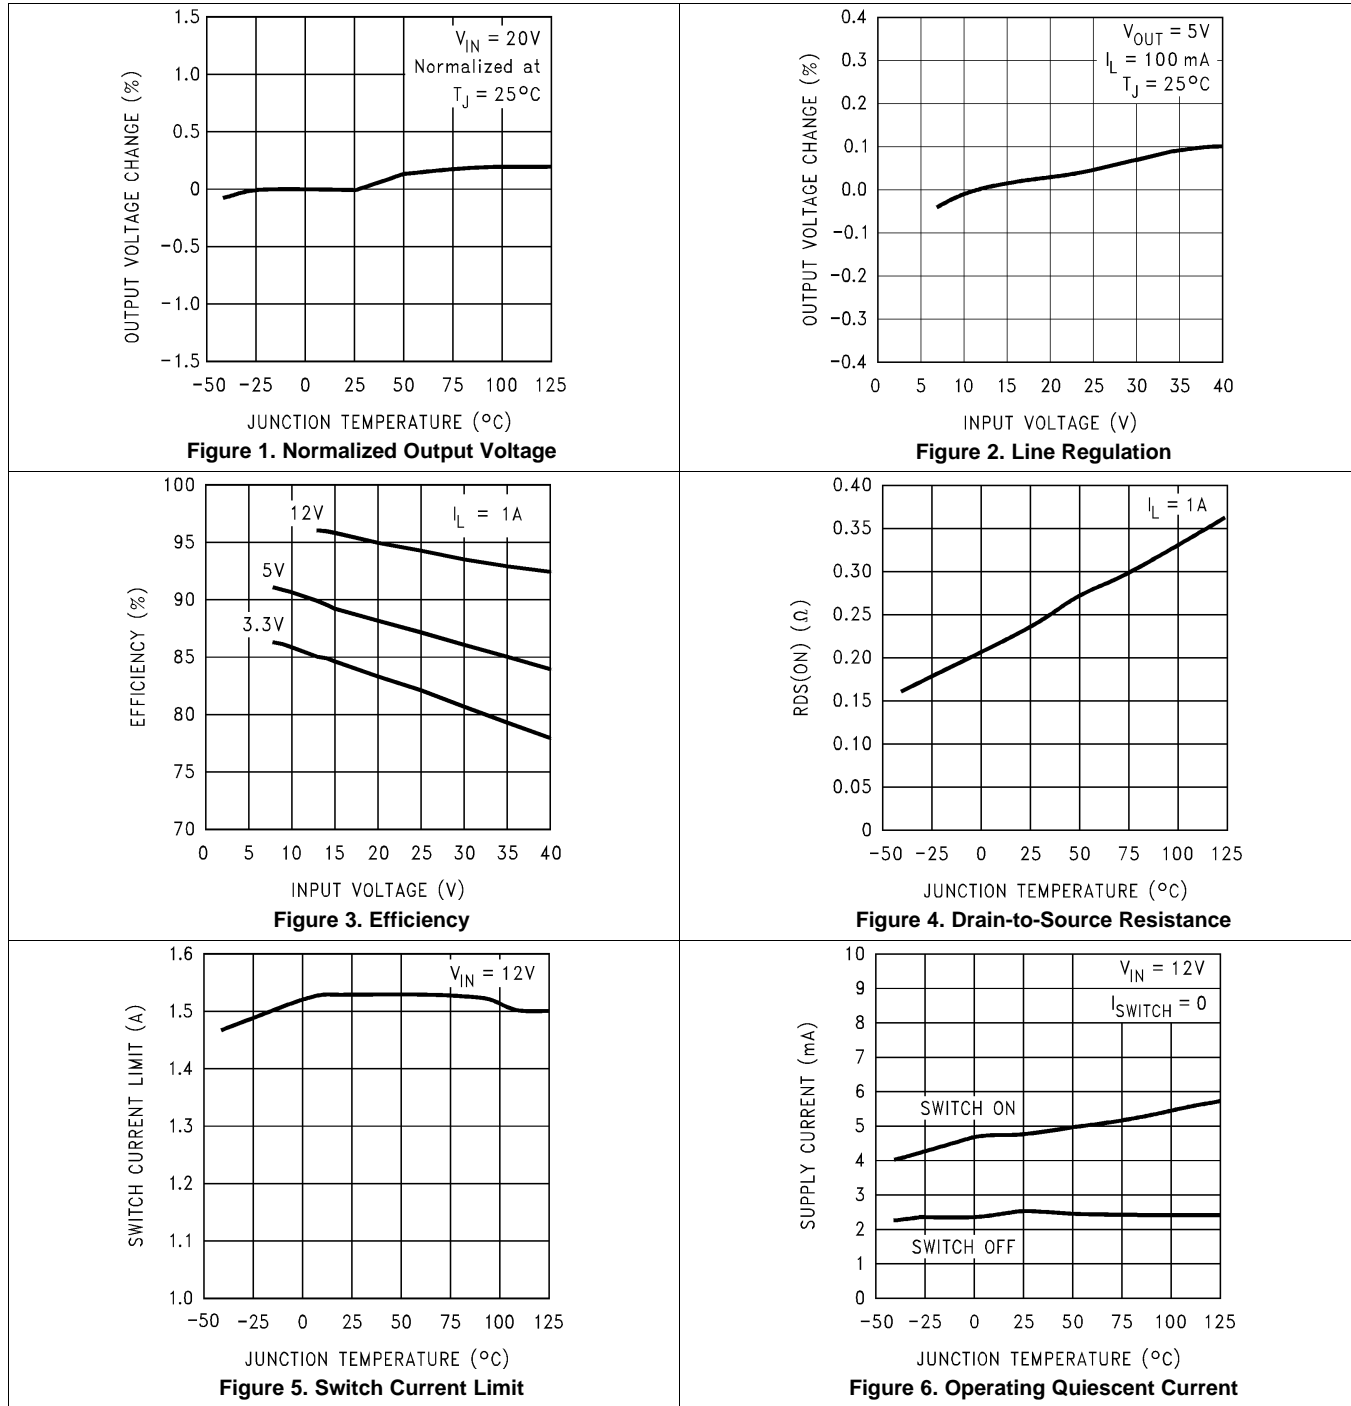 1.5
1.0
0.5
0
−0.5
−1.0
−1.5
OUTPUT VOLTAGE CHANGE (%)
V_IN = 20V
Normalized at
T_J = 25°C
−50 −25 0 25 50 75 100 125
JUNCTION TEMPERATURE (°C)
Figure 1. Normalized Output Voltage
0.4
0.3
0.2
0.1
0.0
−0.1
−0.2
−0.3
−0.4
OUTPUT VOLTAGE CHANGE (%)
V_OUT = 5V
I_L = 100 mA
T_J = 25°C
0 5 10 15 20 25 30 35 40
INPUT VOLTAGE (V)
Figure 2. Line Regulation
100
95
90
85
80
75
70
EFFICIENCY (%)
12V
I_L = 1A
5V
3.3V
0 5 10 15 20 25 30 35 40
INPUT VOLTAGE (V)
Figure 3. Efficiency
0.40
0.35
0.30
0.25
0.20
0.15
0.10
0.05
0
RDS(ON) (Ω)
I_L = 1A
−50 −25 0 25 50 75 100 125
JUNCTION TEMPERATURE (°C)
Figure 4. Drain-to-Source Resistance
1.6
1.5
1.4
1.3
1.2
1.1
1.0
SWITCH CURRENT LIMIT (A)
V_IN = 12V
−50 −25 0 25 50 75 100 125
JUNCTION TEMPERATURE (°C)
Figure 5. Switch Current Limit
10
9
8
7
6
5
4
3
2
1
0
SUPPLY CURRENT (mA)
V_IN = 12V
I_SWITCH = 0
SWITCH ON
SWITCH OFF
−50 −25 0 25 50 75 100 125
JUNCTION TEMPERATURE (°C)
Figure 6. Operating Quiescent Current